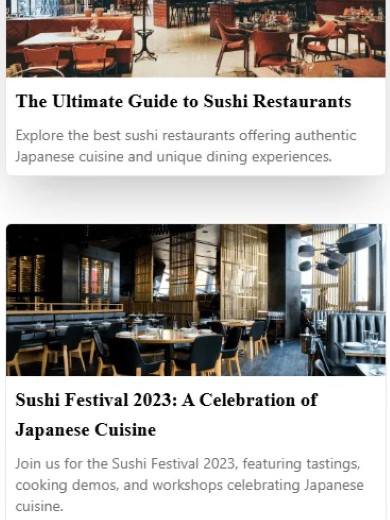 The Ultimate Guide to Sushi Restaurants
Explore the best sushi restaurants offering authentic
Japanese cuisine and unique dining experiences.
Sushi Festival 2023: A Celebration of
Japanese Cuisine
Join us for the Sushi Festival 2023, featuring tastings,
cooking demos, and workshops celebrating Japanese
cuisine.